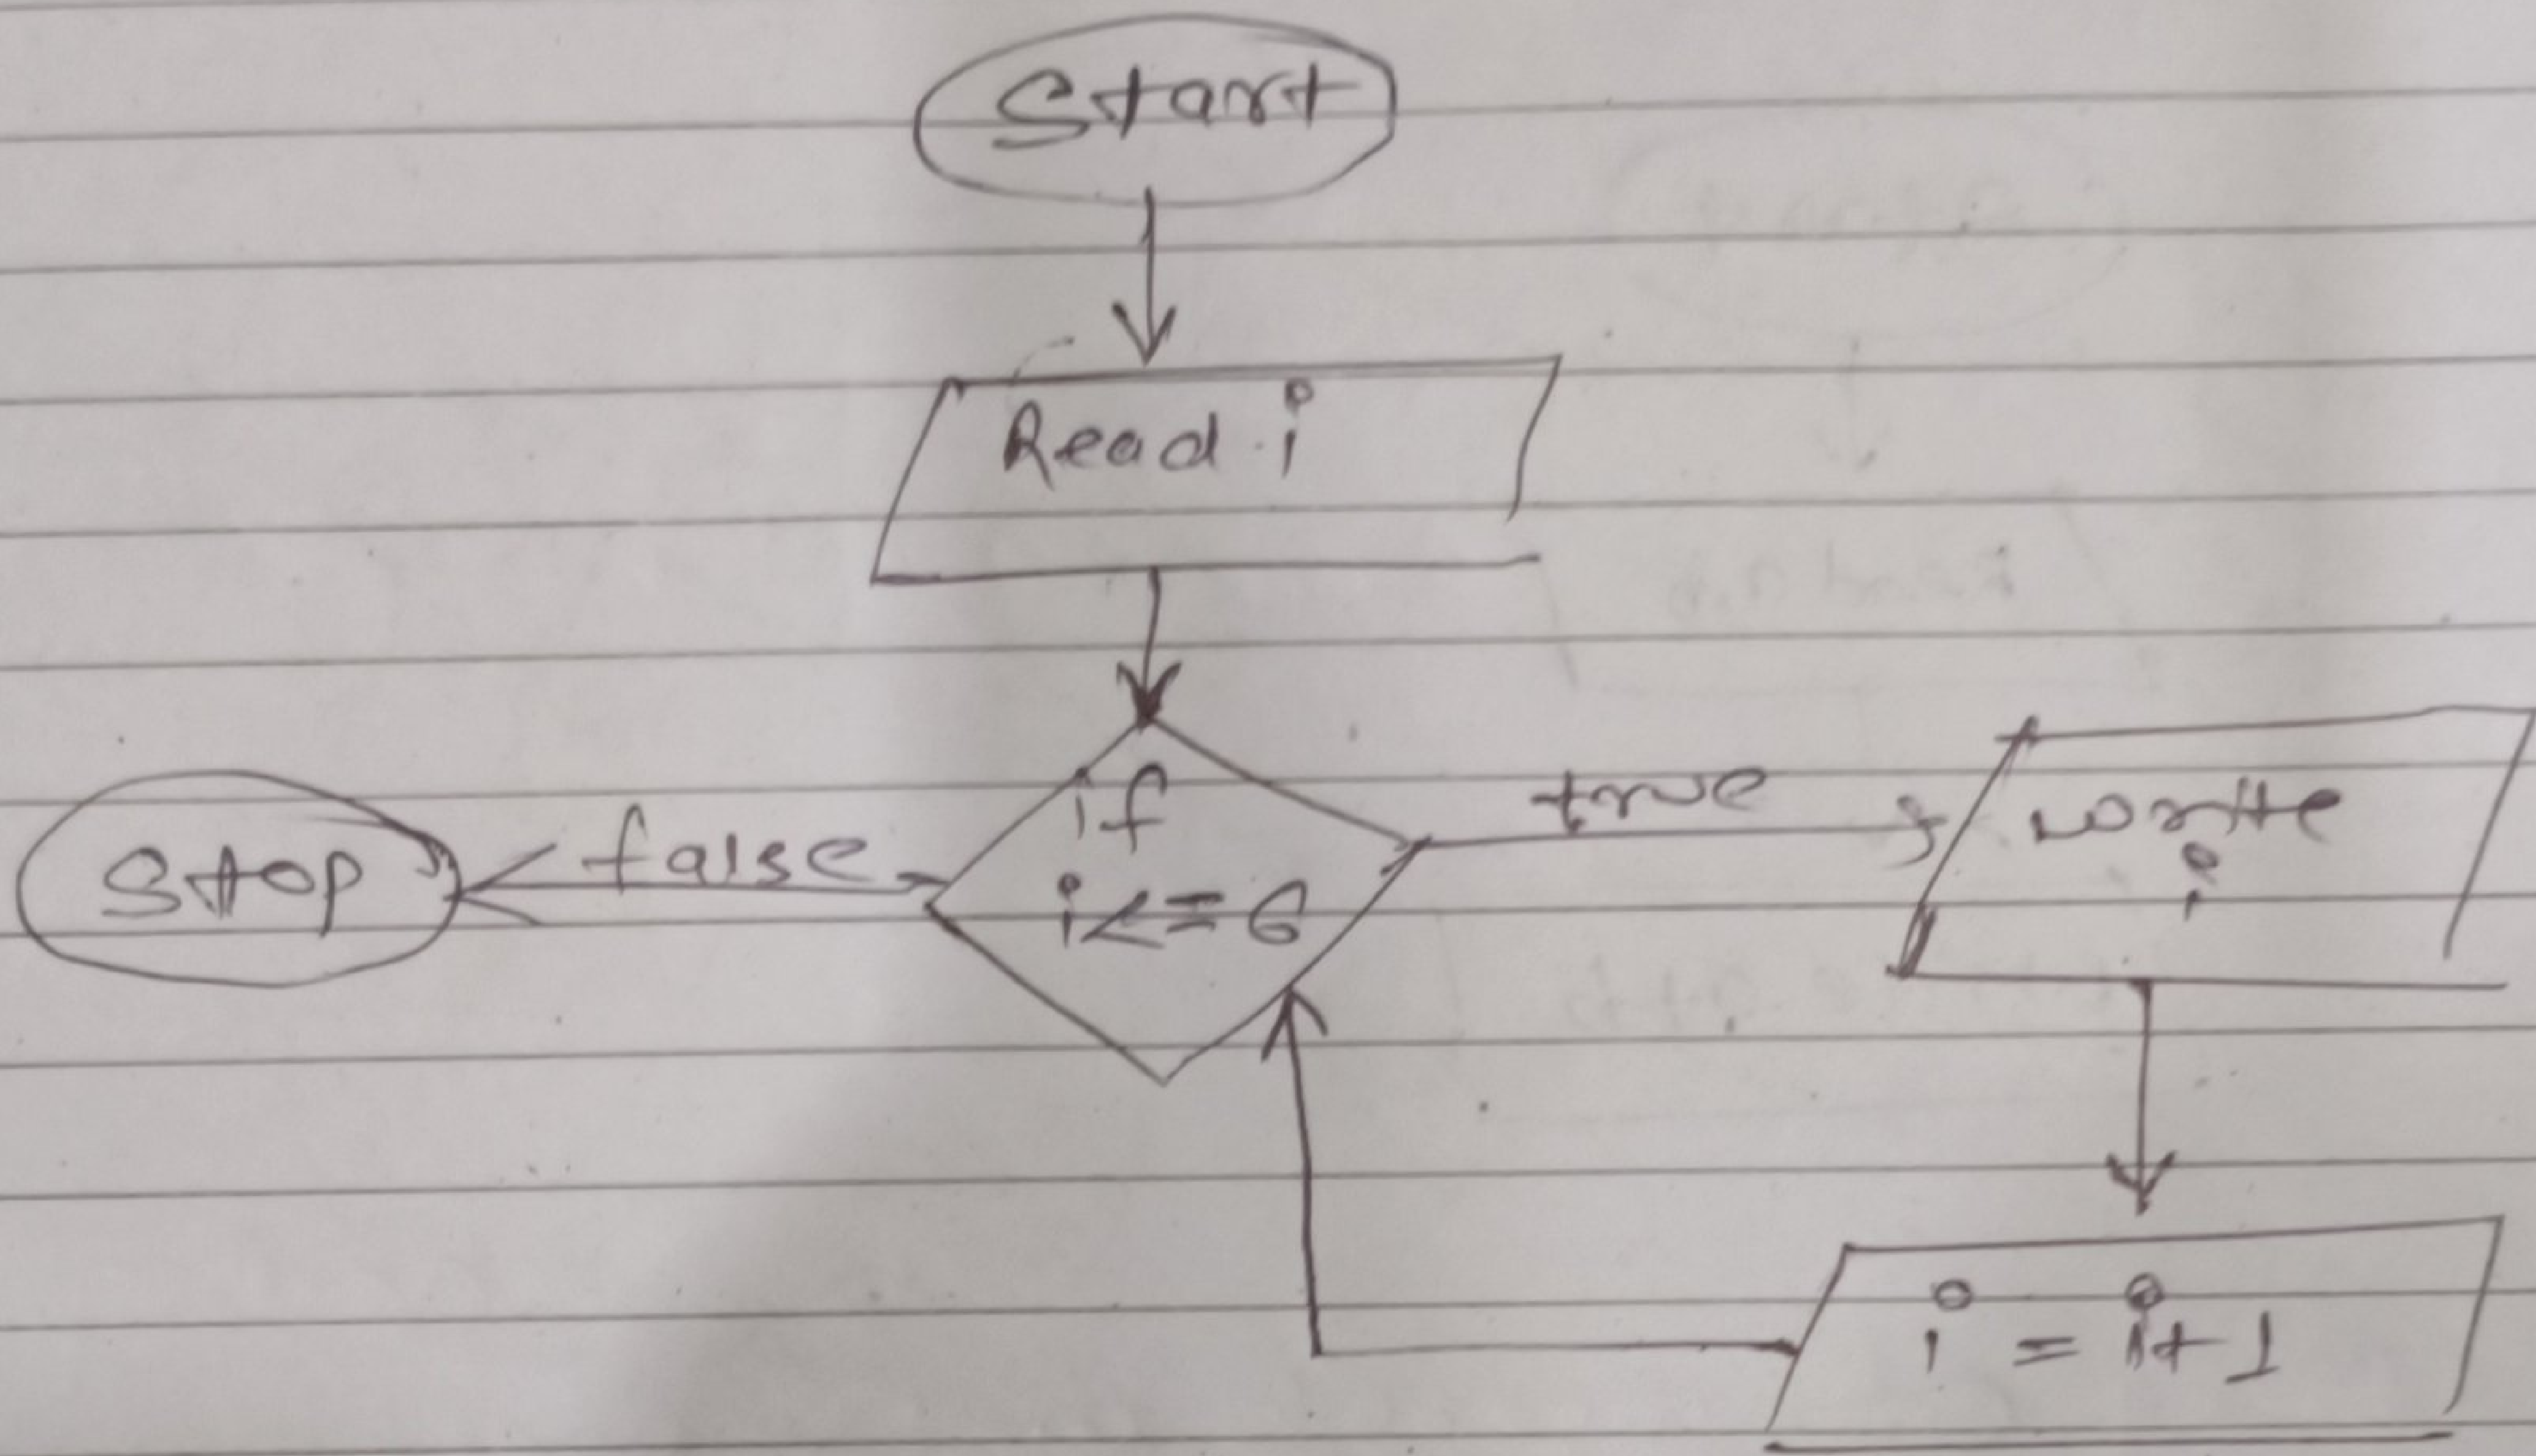 Start
Read i
if
i<=6
true
false
Stop
write
i
i = i+1